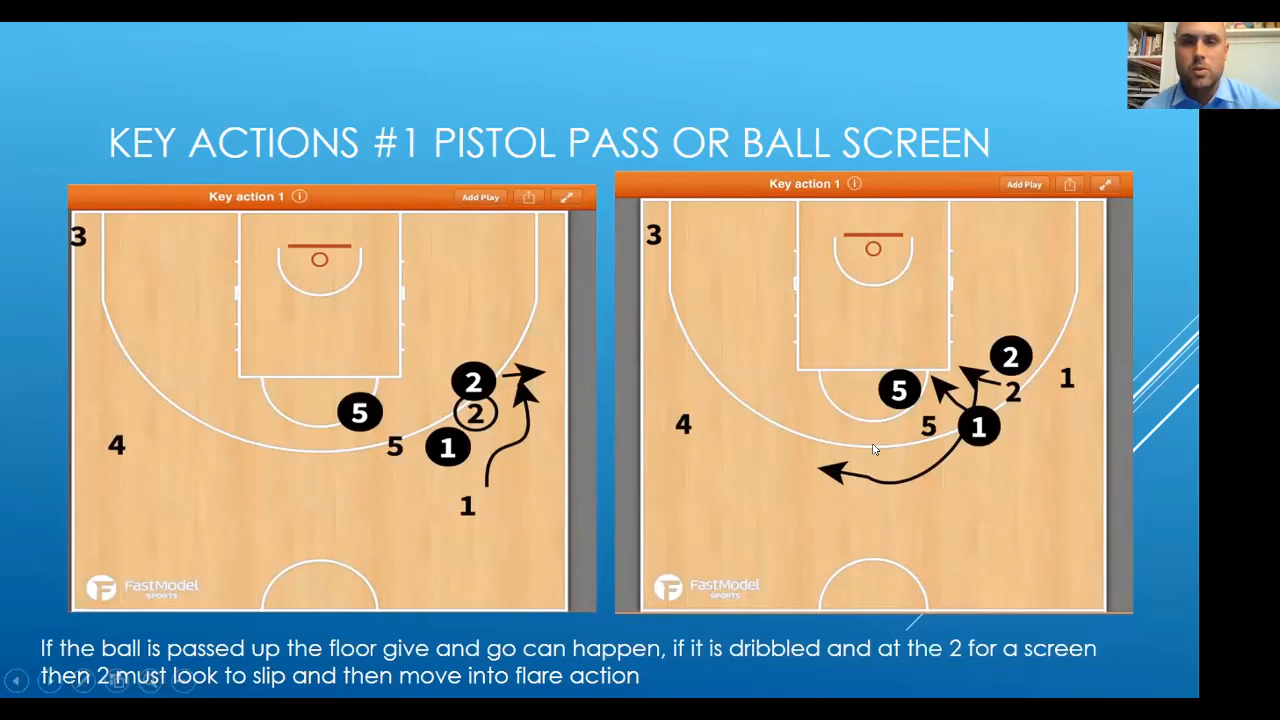 KEY ACTIONS #1 PISTOL PASS OR BALL SCREEN
Key action 1
Add Play
3
2
2
5
5
1
4
1
FastModel
SPORTS
Key action 1
Add Play
3
2
1
5
2
4
5
1
FastModel
SPORTS
If the ball is passed up the floor give and go can happen, if it is dribbled and at the 2 for a screen
then 2 must look to slip and then move into flare action